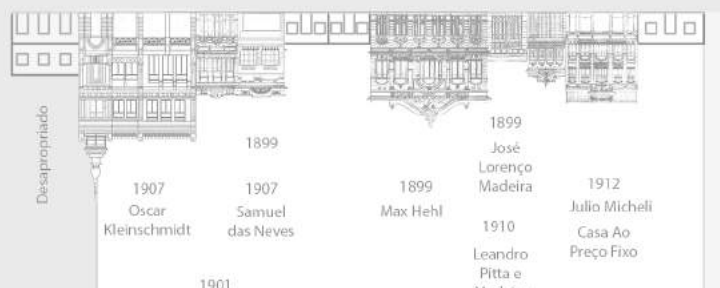 Desapropriado
1907
Oscar
Kleinschmidt
1899
1907
Samuel
das Neves
1901
1899
Max Hehl
1899
José
Lorenço
Madeira
1910
Leandro
Pitta e
1912
Julio Micheli
Casa Ao
Preço Fixo